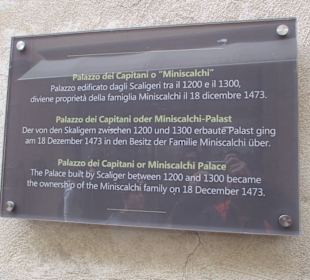 Palazzo dei Capitani o "Miniscalchi"
Palazzo edificato dagli Scaligeri tra il 1200 e il 1300,
diviene proprietà della famiglia Miniscalchi il 18 dicembre 1473.
Palazzo dei Capitani oder Miniscalchi-Palast
Der von den Skaligern zwischen 1200 und 1300 erbaute Palast ging
am 18 Dezember 1473 in den Besitz der Familie Miniscalchi über.
Palazzo dei Capitani or Miniscalchi Palace
The Palace built by Scaliger between 1200 and 1300 became
the ownership of the Miniscalchi family on 18 December 1473.